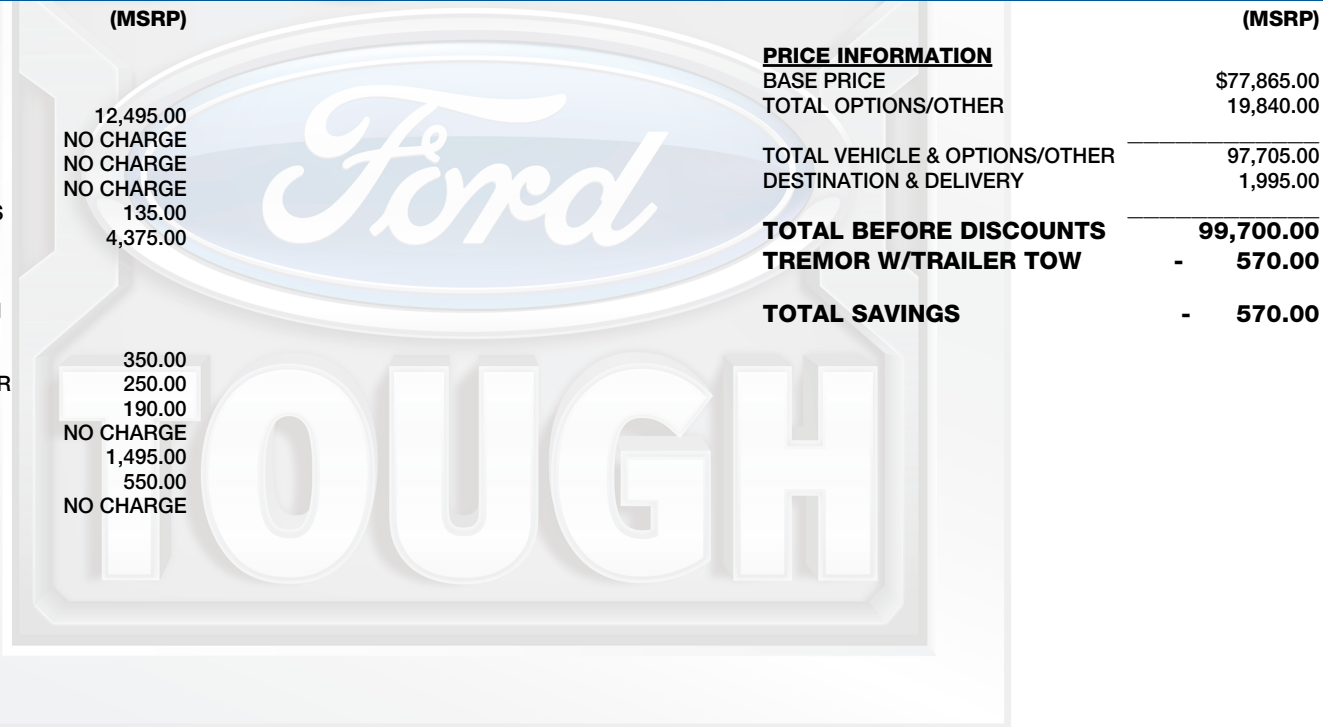 (MSRP)
12,495.00
NO CHARGE
NO CHARGE
NO CHARGE
S 135.00
4,375.00
350.00
R 250.00
190.00
NO CHARGE
1,495.00
550.00
NO CHARGE
(MSRP)
PRICE INFORMATION
BASE PRICE $77,865.00
TOTAL OPTIONS/OTHER 19,840.00
TOTAL VEHICLE & OPTIONS/OTHER 97,705.00
DESTINATION & DELIVERY 1,995.00
TOTAL BEFORE DISCOUNTS 99,700.00
TREMOR W/TRAILER TOW - 570.00
TOTAL SAVINGS - 570.00
Ford
TOUGH